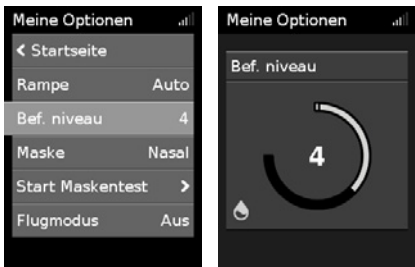 Meine Optionen
< Startseite
Rampe Auto
Bef. niveau 4
Maske Nasal
Start Maskentest >
Flugmodus Aus
Meine Optionen
Bef. niveau
4